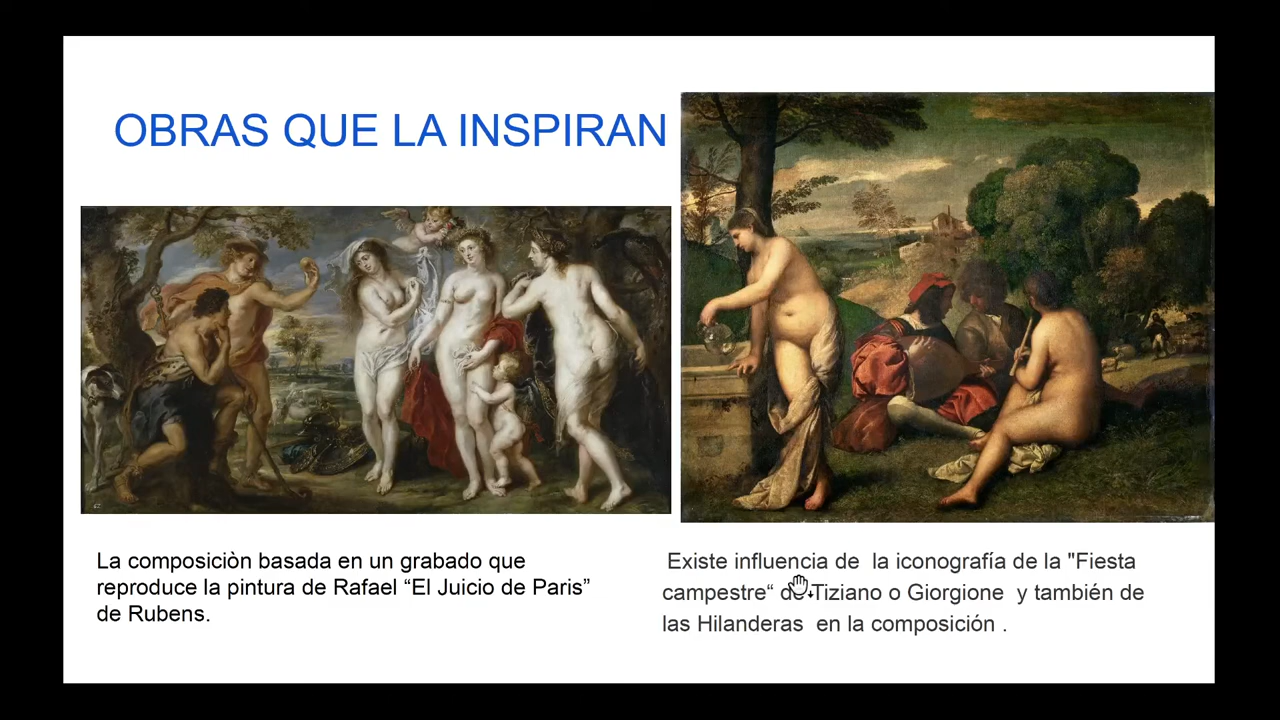 OBRAS QUE LA INSPIRAN
La composiciòn basada en un grabado que
reproduce la pintura de Rafael “El Juicio de Paris”
de Rubens.
Existe influencia de la iconografía de la "Fiesta
campestre“ Tiziano o Giorgione y también de
las Hilanderas en la composición .